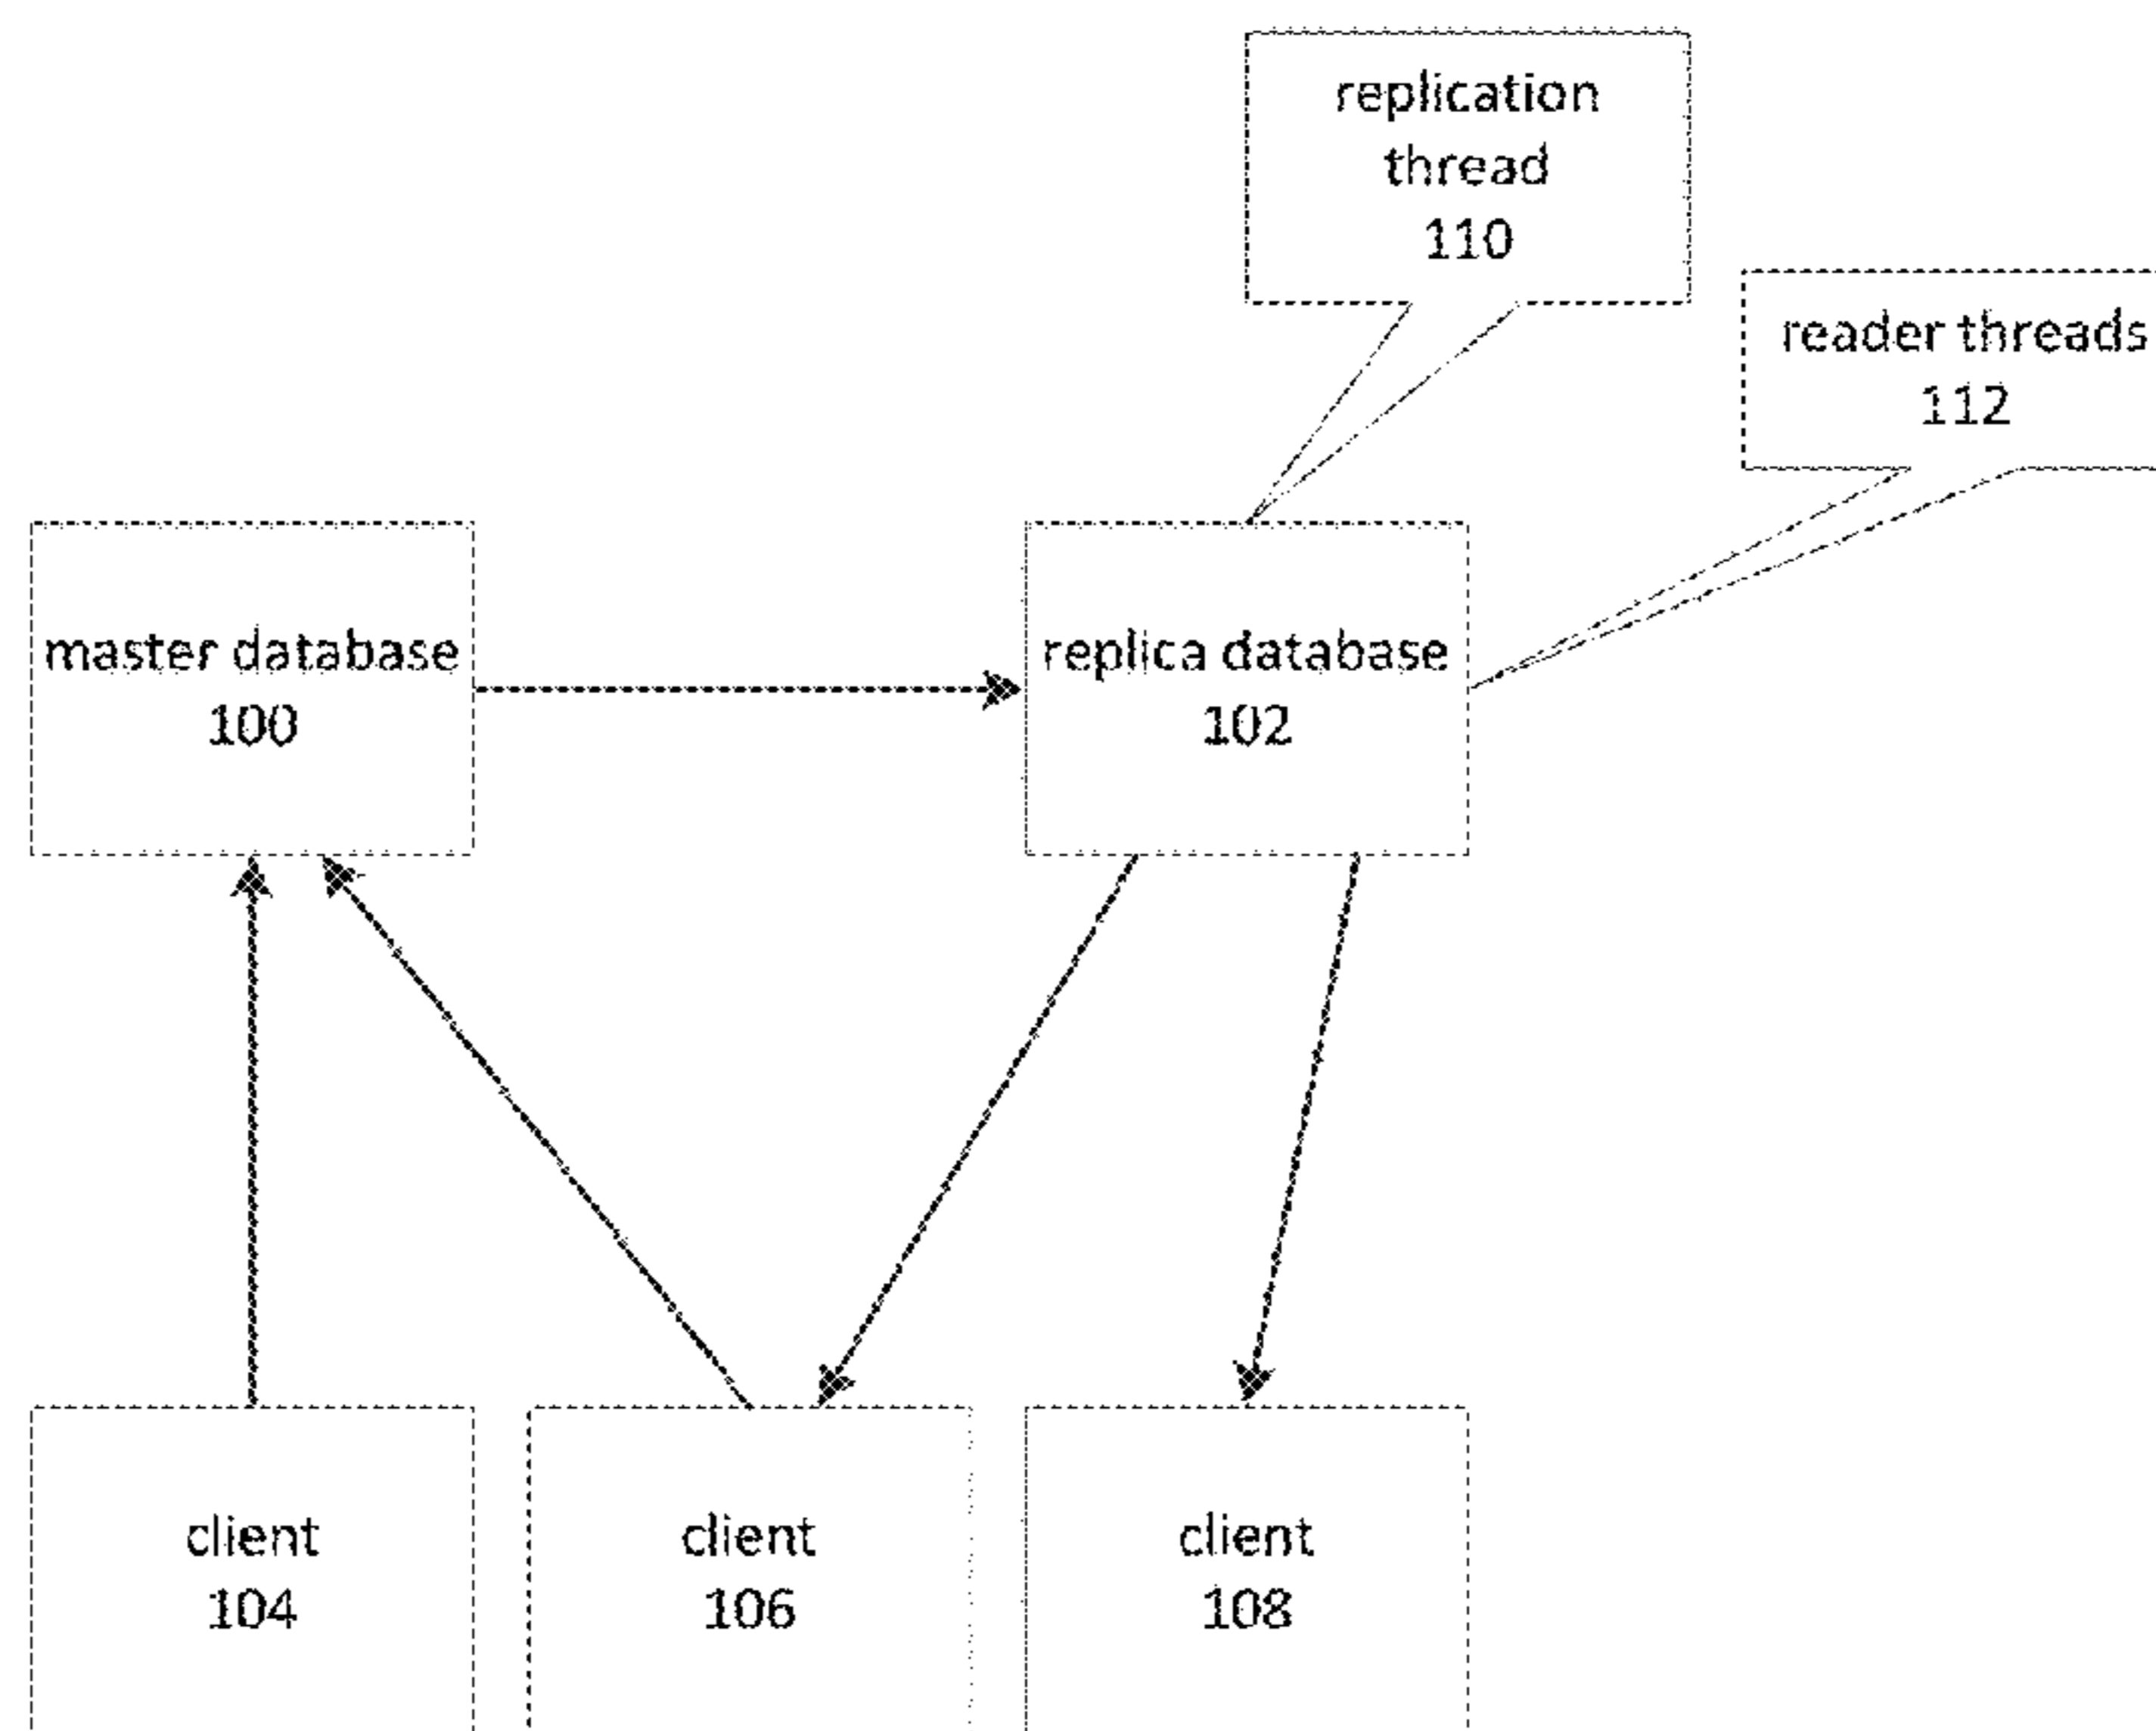 replication
thread
110
reader threads
112
master database
100
replica database
102
client
104
client
106
client
108